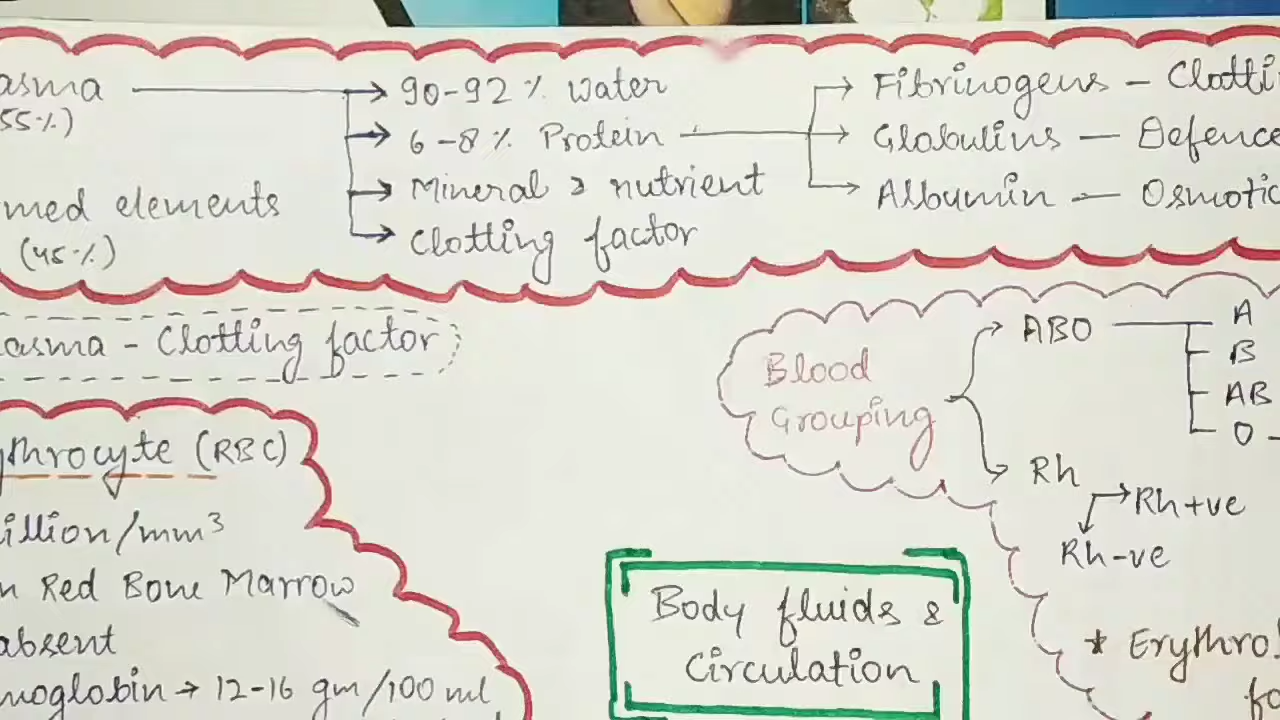 asma → 90-92 % water
(55%)
6-8 % Protein → Fibrinogens - Clotti
Globulins - Defence
Albumin - Osmotic
Mineral & nutrient
Clotting factor
med elements
(45%)
asma - Clotting factor
ythrocyte (RBC)
illion/mm³
n Red Bone Marrow
absent
moglobin → 12-16 gm/100 ml
Blood
Grouping
ABO
A
B
AB
O
Rh
Rh+ve
Rh-ve
Body fluids &
Circulation
* Erythro
fo